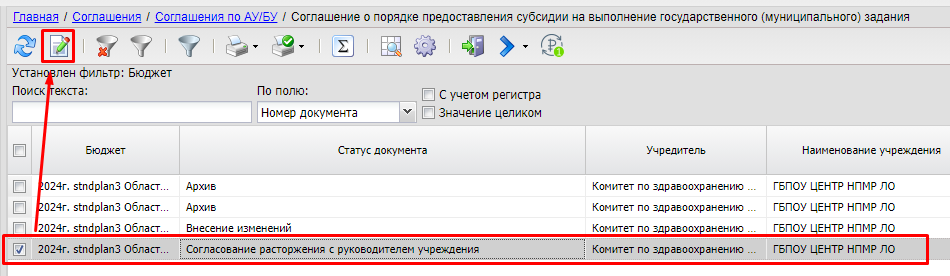 Главная / Соглашения / Соглашения по АУ/БУ / Соглашение о порядке предоставления субсидии на выполнение государственного (муниципального) задания
Установлен фильтр: Бюджет
Поиск текста: По полю: С учетом регистра
Номер документа Значение целиком
Бюджет Статус документа Учредитель Наименование учреждения
2024г. stndplan3 Област... Архив Комитет по здравоохранению ... ГБПОУ ЦЕНТР НПМР ЛО
2024г. stndplan3 Област... Архив Комитет по здравоохранению ... ГБПОУ ЦЕНТР НПМР ЛО
2024г. stndplan3 Област... Внесение изменений Комитет по здравоохранению ... ГБПОУ ЦЕНТР НПМР ЛО
2024г. stndplan3 Област... Согласование расторжения с руководителем учреждения Комитет по здравоохранению ... ГБПОУ ЦЕНТР НПМР ЛО